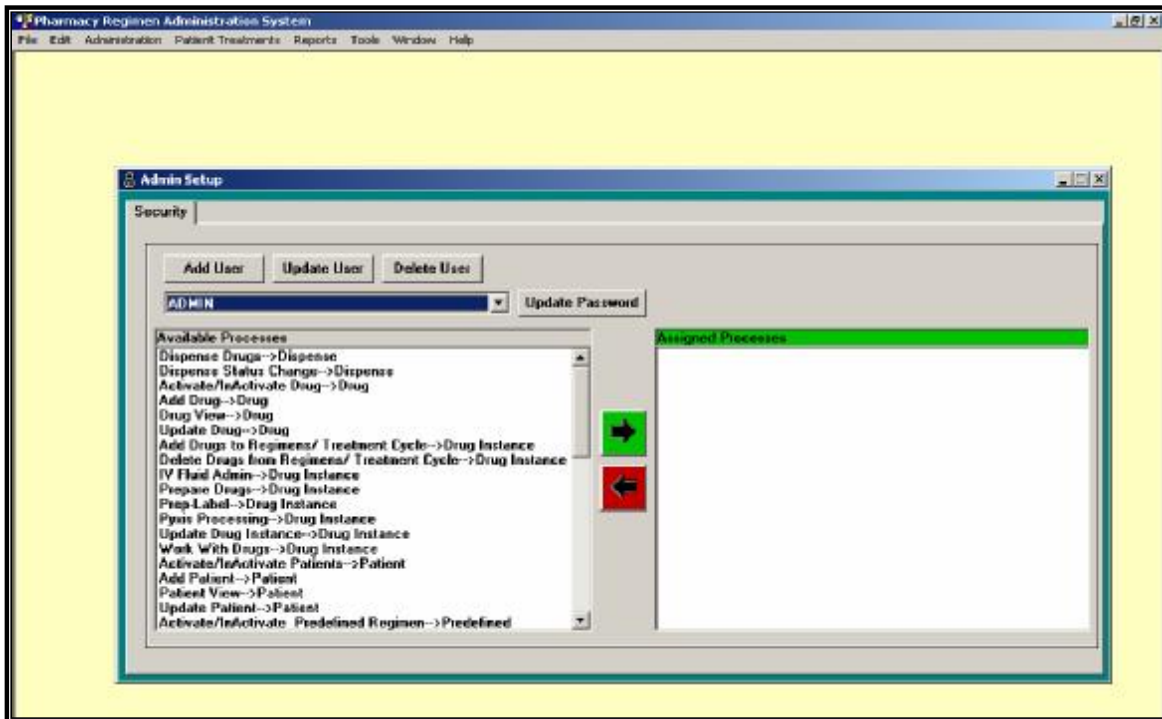 Pharmacy Regimen Administration System
File Edit Administration Patient Treatments Reports Tools Window Help
Admin Setup
Security
Add User Update User Delete User
ADMIN Update Password
Available Processes
Dispense Drugs-->Dispense
Dispense Status Change-->Dispense
Activate/InActivate Drug-->Drug
Add Drug-->Drug
Drug View-->Drug
Update Drug-->Drug
Add Drugs to Regimens/ Treatment Cycle-->Drug Instance
Delete Drugs from Regimens/ Treatment Cycle-->Drug Instance
IV Fluid Admin-->Drug Instance
Prepare Drugs-->Drug Instance
Prep-Label-->Drug Instance
Pyxis Processing-->Drug Instance
Update Drug Instance-->Drug Instance
Work With Drugs-->Drug Instance
Activate/InActivate Patients-->Patient
Add Patient-->Patient
Patient View-->Patient
Update Patient-->Patient
Activate/InActivate Predefined Regimen-->Predefined
Assigned Processes